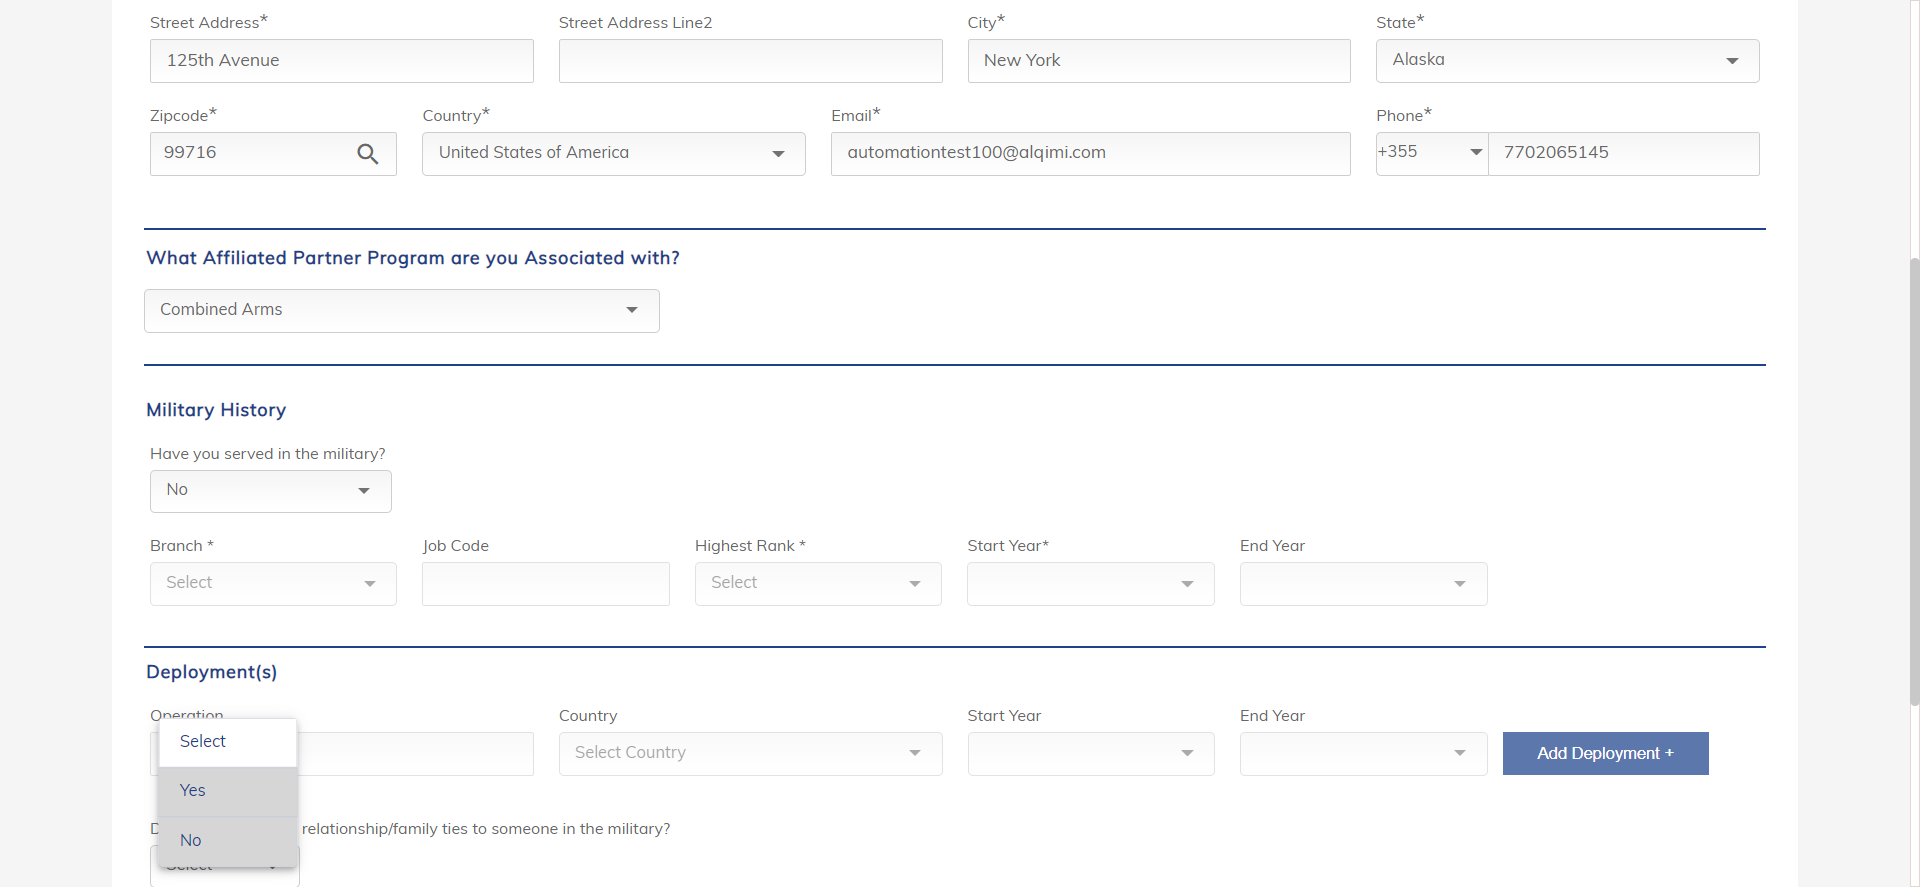 Street Address* Street Address Line2 City* State*
125th Avenue New York Alaska
Zipcode* Country* Email* Phone*
99716 United States of America automationtest100@alqimi.com +355 7702065145
What Affiliated Partner Program are you Associated with?
Combined Arms
Military History
Have you served in the military?
No
Branch * Job Code Highest Rank * Start Year* End Year
Select Select
Deployment(s)
Operation Country Start Year End Year
Select
Select Country Add Deployment +
Yes
relationship/family ties to someone in the military?
No
Select